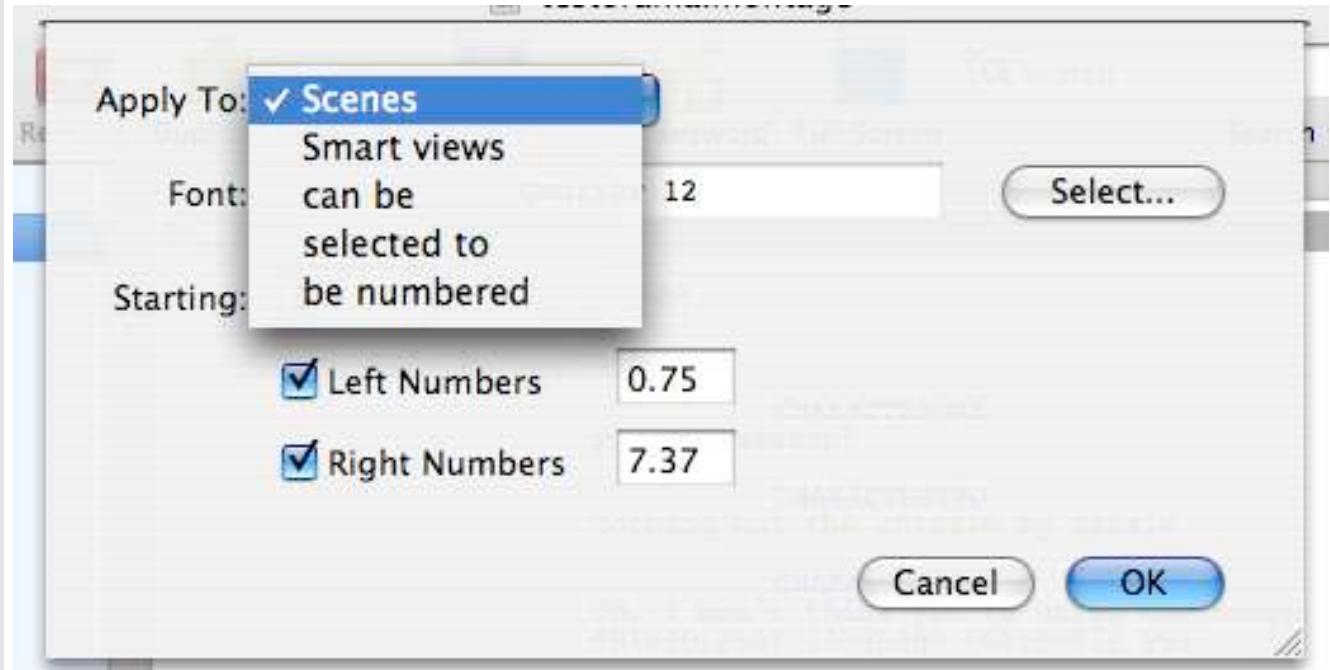 Apply To: ✓ Scenes
Smart views
Font: can be 12 Select...
selected to
Starting: be numbered
Left Numbers 0.75
Right Numbers 7.37
Cancel OK